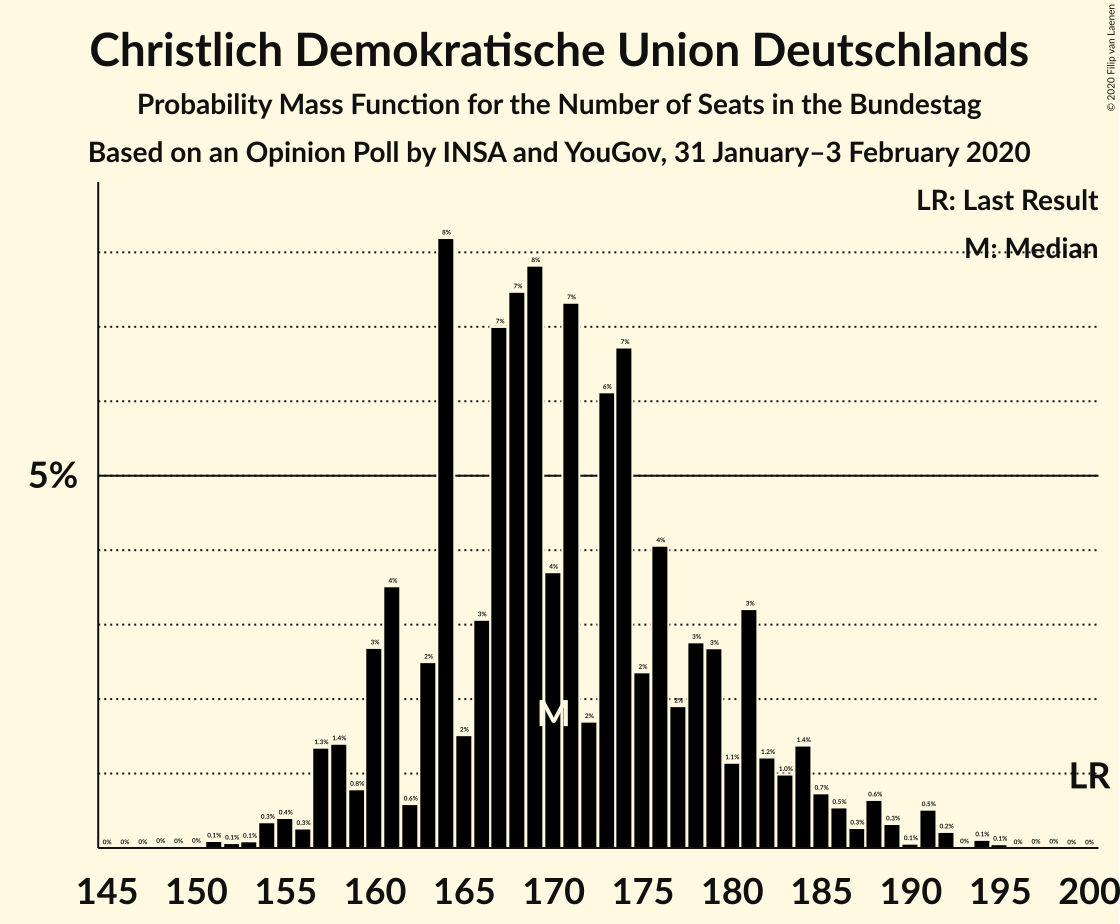 Christlich Demokratische Union Deutschlands
Probability Mass Function for the Number of Seats in the Bundestag
Based on an Opinion Poll by INSA and YouGov, 31 January–3 February 2020
© 2020 Filip van Laenen
LR: Last Result
M: Median
5%
0% 0% 0% 0% 0% 0% 0.1% 0.1% 0.1% 0.3% 0.4% 0.3% 1.3% 1.4% 0.8% 3% 4% 0.6% 2% 8% 2% 3% 7% 7% 8% 4% 7% 2% 6% 7% 2% 4% 2% 3% 3% 1.1% 3% 1.2% 1.0% 1.4% 0.7% 0.5% 0.3% 0.6% 0.3% 0.1% 0.5% 0.2% 0% 0.1% 0.1% 0% 0% 0% 0% 0%
M
LR
145 150 155 160 165 170 175 180 185 190 195 200